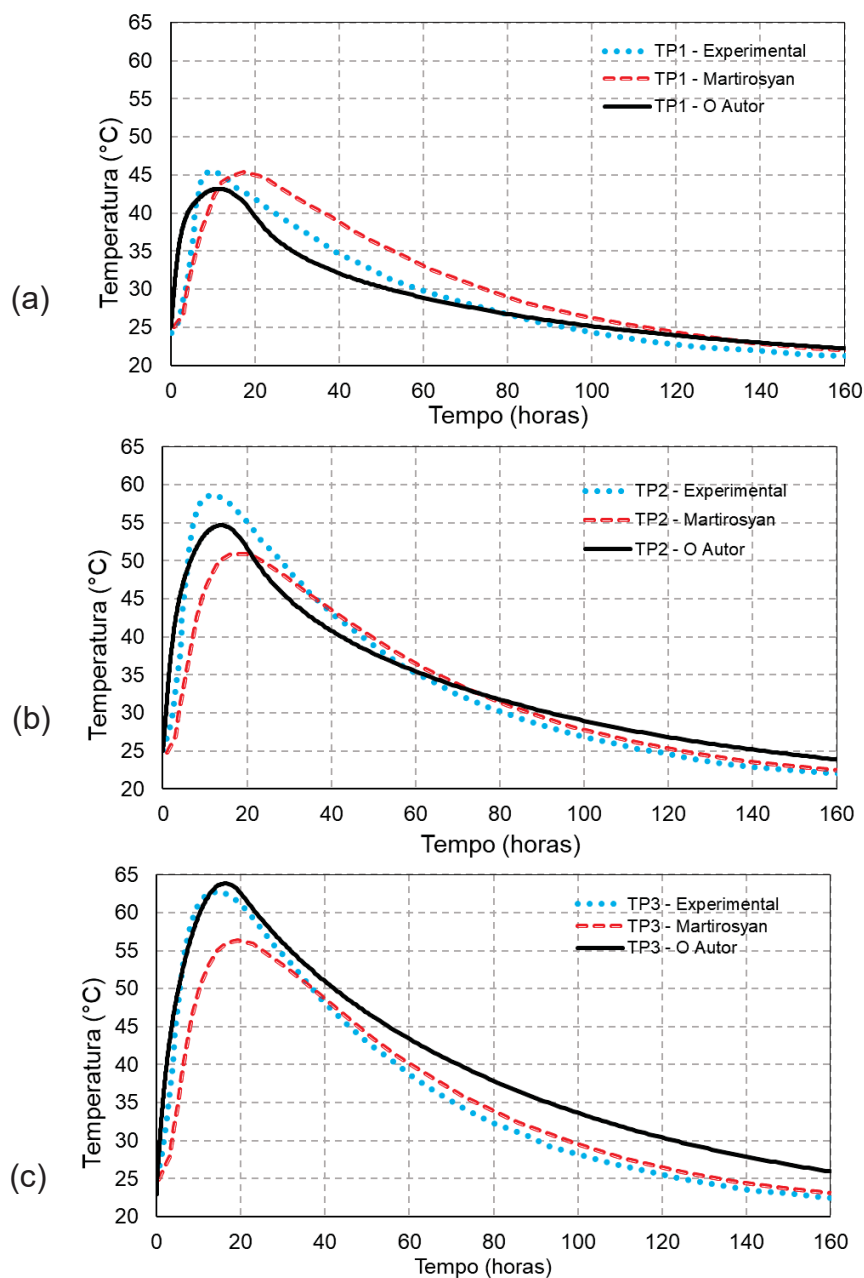 65
60
55
50
45
40
35
30
25
20
Temperatura (°C)
TP1 - Experimental
TP1 - Martirosyan
TP1 - O Autor
(a)
0 20 40 60 80 100 120 140 160
Tempo (horas)
65
60
55
50
45
40
35
30
25
20
Temperatura (°C)
TP2 - Experimental
TP2 - Martirosyan
TP2 - O Autor
(b)
0 20 40 60 80 100 120 140 160
Tempo (horas)
65
60
55
50
45
40
35
30
25
20
Temperatura (°C)
TP3 - Experimental
TP3 - Martirosyan
TP3 - O Autor
(c)
0 20 40 60 80 100 120 140 160
Tempo (horas)